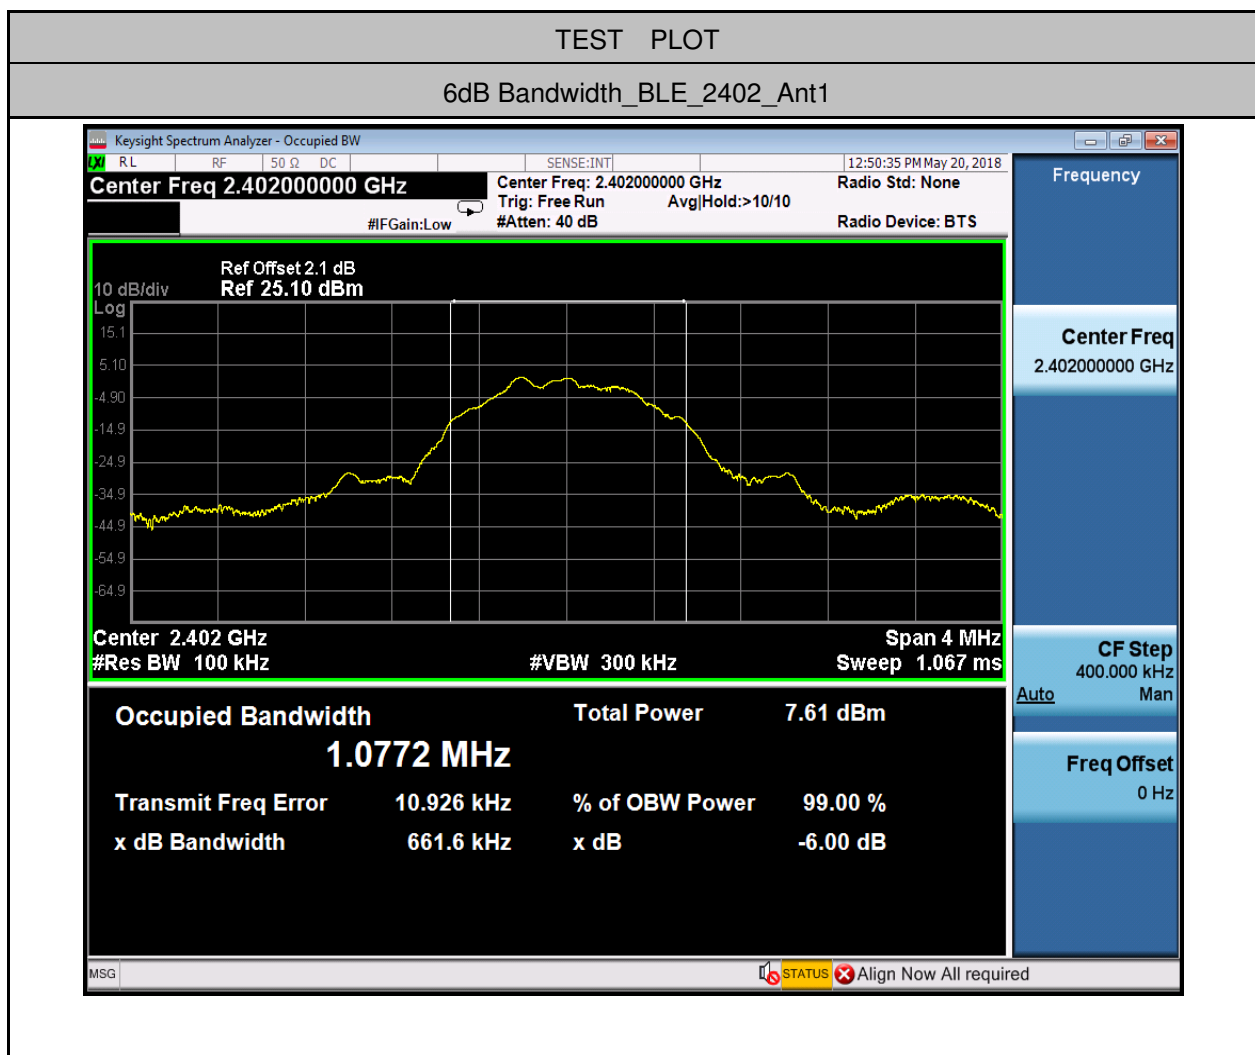 TEST PLOT
6dB Bandwidth_BLE_2402_Ant1
Keysight Spectrum Analyzer - Occupied BW
LXI RL RF 50 Ω DC SENSE:INT 12:50:35 PM May 20, 2018
Center Freq 2.402000000 GHz
#IFGain:Low
Center Freq: 2.402000000 GHz
Trig: Free Run Avg|Hold:>10/10
#Atten: 40 dB
Radio Std: None
Radio Device: BTS
Ref Offset 2.1 dB
10 dB/div Ref 25.10 dBm
Log
15.1
5.10
-4.90
-14.9
-24.9
-34.9
-44.9
-54.9
-64.9
Center 2.402 GHz Span 4 MHz
#Res BW 100 kHz #VBW 300 kHz Sweep 1.067 ms
Occupied Bandwidth Total Power 7.61 dBm
1.0772 MHz
Transmit Freq Error 10.926 kHz % of OBW Power 99.00 %
x dB Bandwidth 661.6 kHz x dB -6.00 dB
Frequency
Center Freq
2.402000000 GHz
CF Step
400.000 kHz
Auto Man
Freq Offset
0 Hz
MSG STATUS Align Now All required